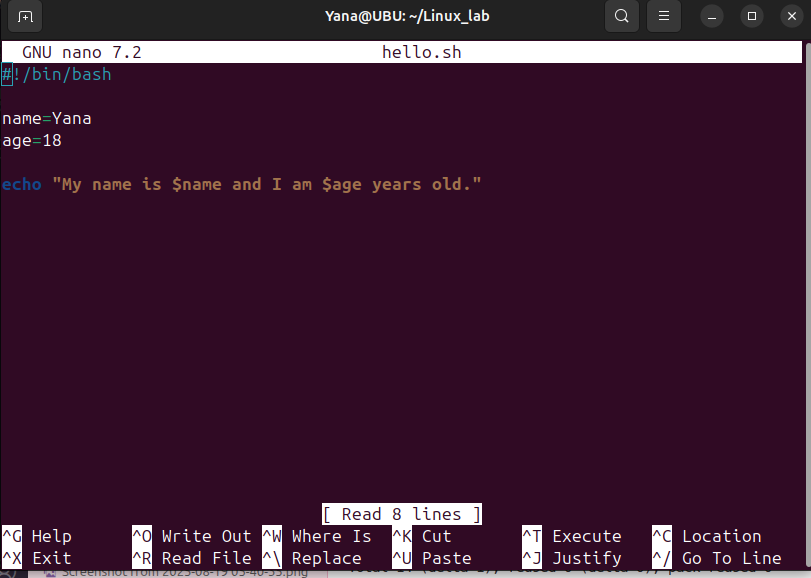 Yana@UBU: ~/Linux_lab
GNU nano 7.2 hello.sh
#!/bin/bash
name=Yana
age=18
echo "My name is $name and I am $age years old."
[ Read 8 lines ]
^G Help ^O Write Out ^W Where Is ^K Cut ^T Execute ^C Location
^X Exit ^R Read File ^\ Replace ^U Paste ^J Justify ^/ Go To Line